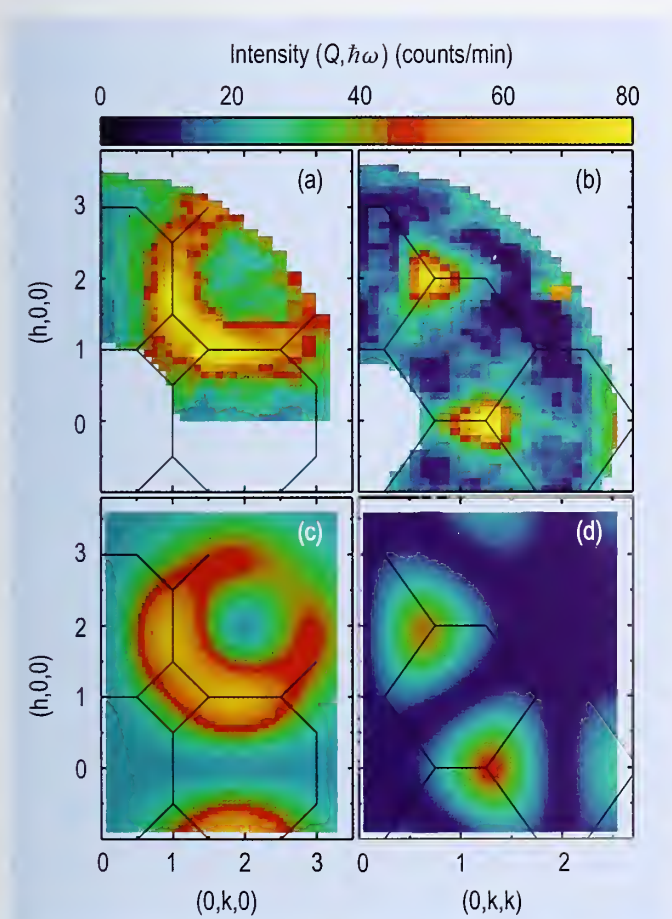 Intensity (Q,ħω) (counts/min)
0 20 40 60 80
(a) (b)
3
2
1
0
(h,0,0)
(c) (d)
3
2
1
0
(h,0,0)
0 1 2 3 0 1 2
(0,k,0) (0,k,k)